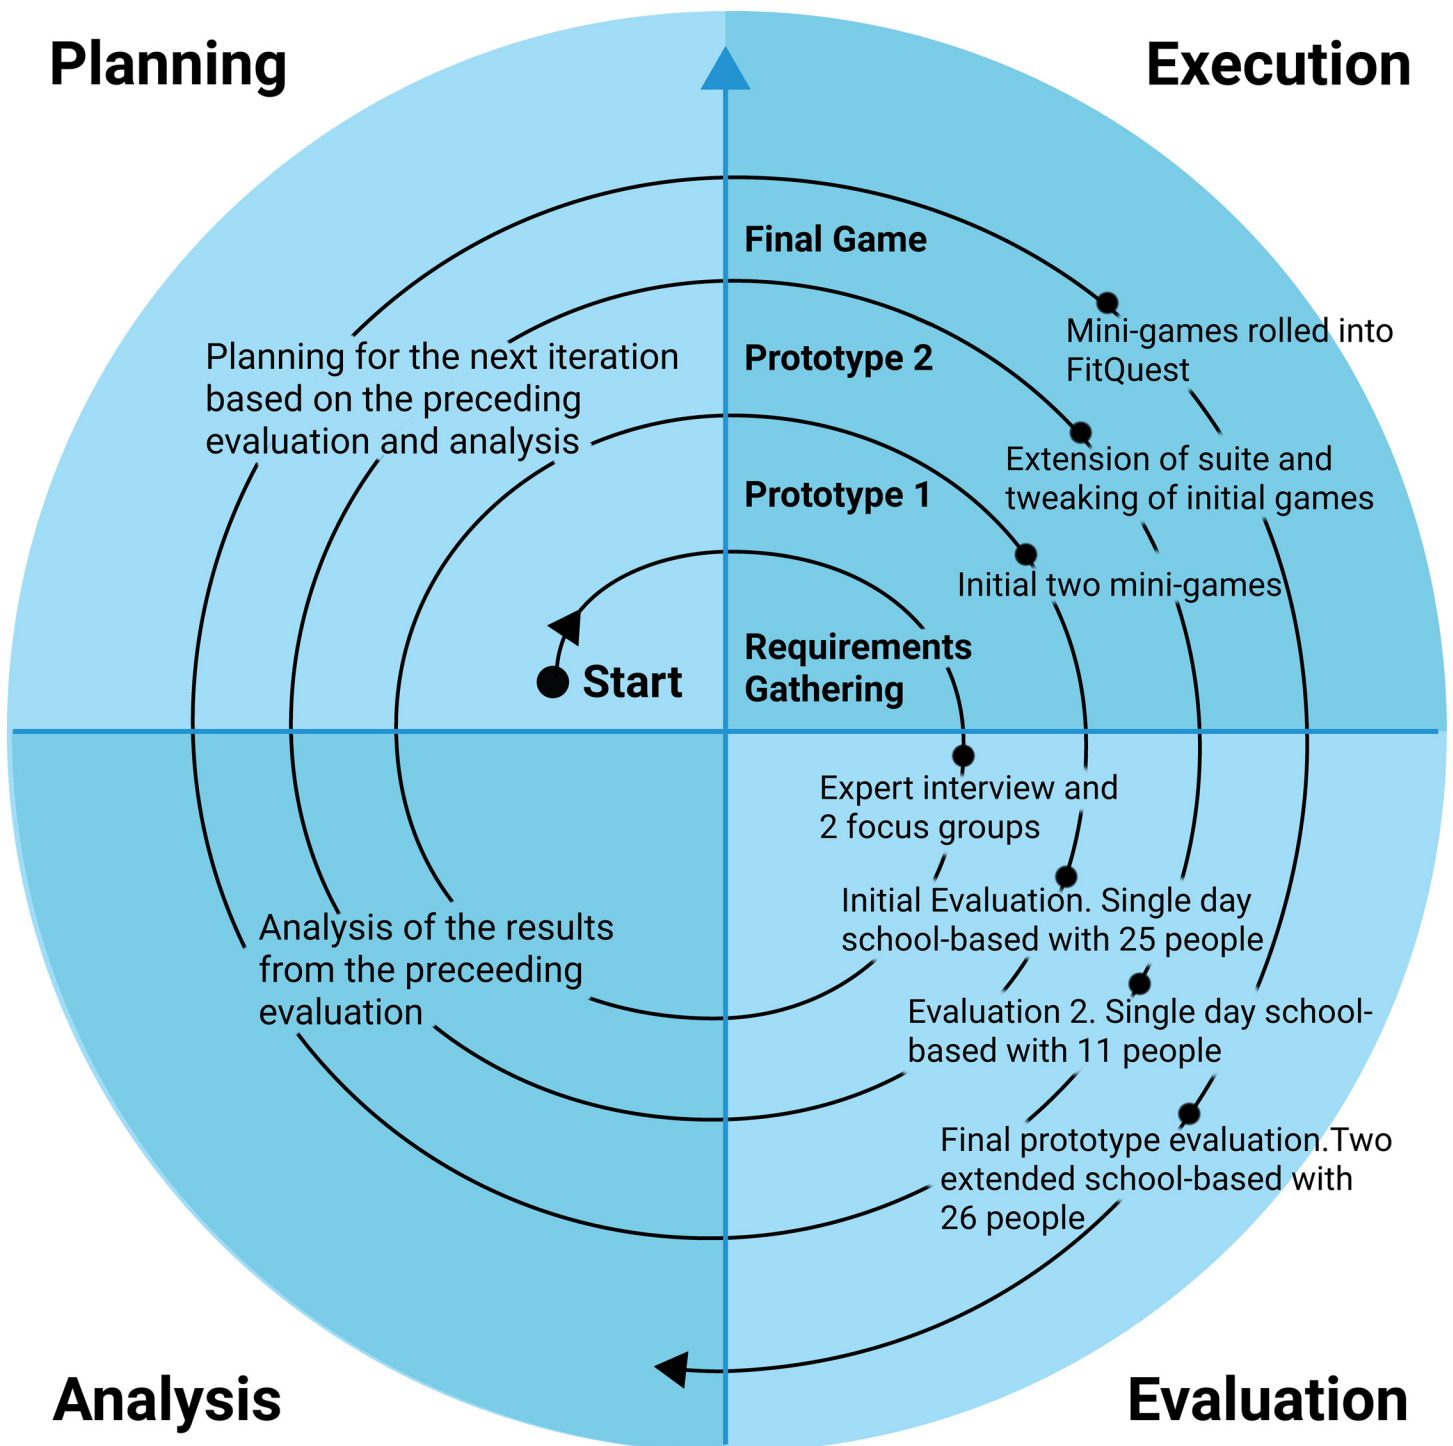 Planning
Execution
Final Game
Mini-games rolled into
FitQuest
Planning for the next iteration
based on the preceding
evaluation and analysis
Prototype 2
Extension of suite and
tweaking of initial games
Prototype 1
Initial two mini-games
Start
Requirements
Gathering
Expert interview and
2 focus groups
Initial Evaluation. Single day
school-based with 25 people
Analysis of the results
from the preceeding
evaluation
Evaluation 2. Single day school-
based with 11 people
Final prototype evaluation.Two
extended school-based with
26 people
Analysis
Evaluation